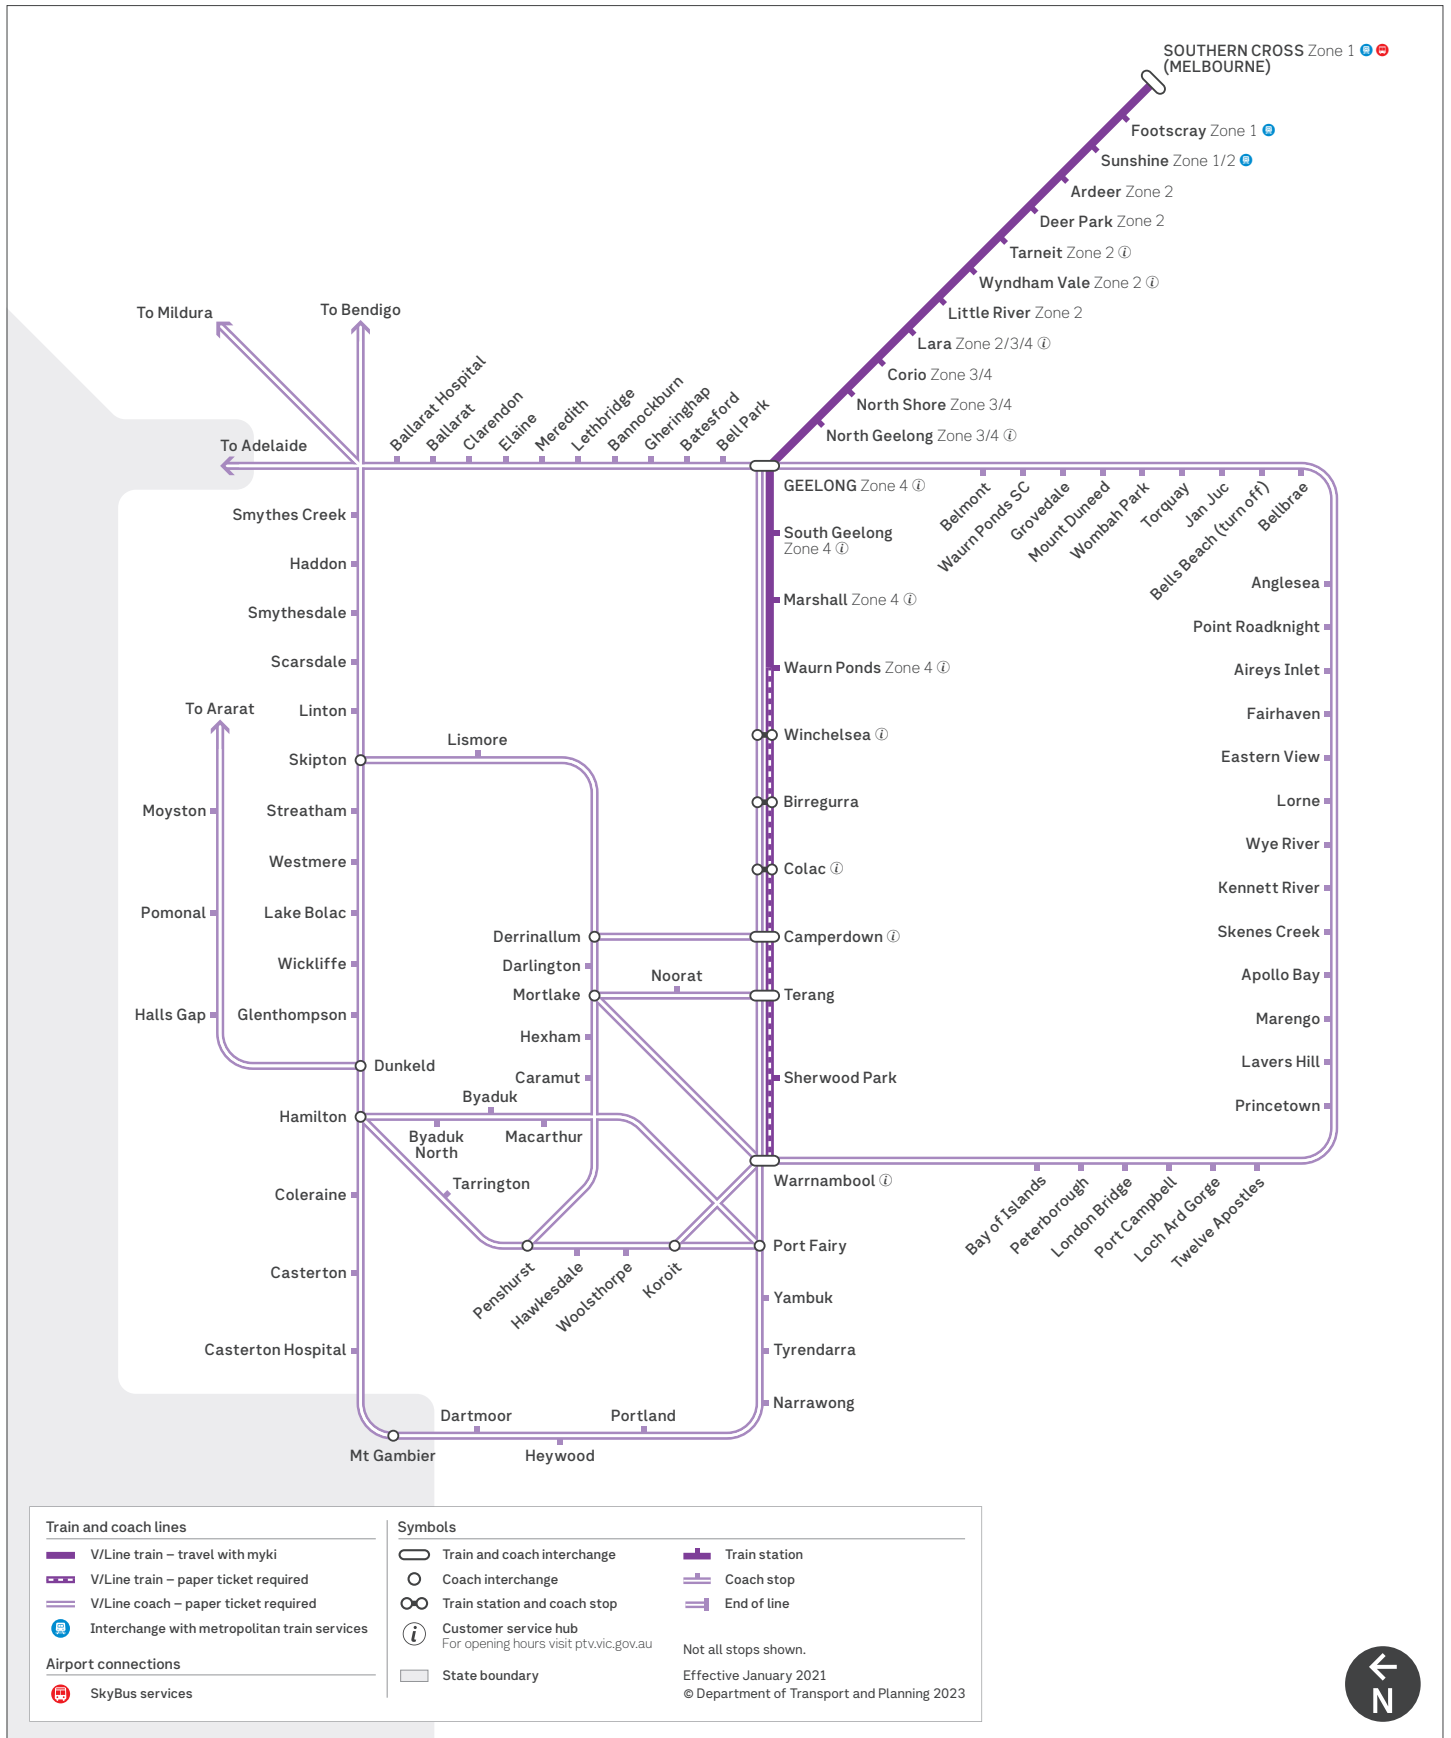 SOUTHERN CROSS Zone 1
(MELBOURNE)
Footscray Zone 1
Sunshine Zone 1/2
Ardeer Zone 2
Deer Park Zone 2
Tarneit Zone 2 i
Wyndham Vale Zone 2 i
Little River Zone 2
Lara Zone 2/3/4 i
Corio Zone 3/4
North Shore Zone 3/4
North Geelong Zone 3/4 i
To Mildura
To Bendigo
To Adelaide
Ballarat Hospital
Ballarat
Clarendon
Elaine
Meredith
Lethbridge
Bannockburn
Gheringhap
Batesford
Bell Park
GEELONG Zone 4 i
South Geelong
Zone 4 i
Marshall Zone 4 i
Waurn Ponds Zone 4 i
Winchelsea i
Birregurra
Colac i
Camperdown i
Terang
Sherwood Park
Warrnambool i
Port Fairy
Yambuk
Tyrendarra
Narrawong
Belmont
Waurn Ponds SC
Grovedale
Mount Duneed
Wombah Park
Torquay
Jan Juc
Bells Beach (turn off)
Bellbrae
Anglesea
Point Roadknight
Aireys Inlet
Fairhaven
Eastern View
Lorne
Wye River
Kennett River
Skenes Creek
Apollo Bay
Marengo
Lavers Hill
Princetown
Bay of Islands
Peterborough
London Bridge
Port Campbell
Loch Ard Gorge
Twelve Apostles
Smythes Creek
Haddon
Smythesdale
Scarsdale
Linton
Skipton
Streatham
Westmere
Lake Bolac
Wickliffe
Glenthompson
Dunkeld
Hamilton
Coleraine
Casterton
Casterton Hospital
Mt Gambier
To Ararat
Moyston
Pomonal
Halls Gap
Lismore
Derrinallum
Darlington
Mortlake
Noorat
Hexham
Caramut
Byaduk
Byaduk
North
Macarthur
Tarrington
Penshurst
Hawkesdale
Woolsthorpe
Koroit
Dartmoor
Heywood
Portland
Train and coach lines
V/Line train – travel with myki
V/Line train – paper ticket required
V/Line coach – paper ticket required
Interchange with metropolitan train services
Airport connections
SkyBus services
Symbols
Train and coach interchange
Coach interchange
Train station and coach stop
i Customer service hub
For opening hours visit ptv.vic.gov.au
State boundary
Train station
Coach stop
End of line
Not all stops shown.
Effective January 2021
© Department of Transport and Planning 2023
N